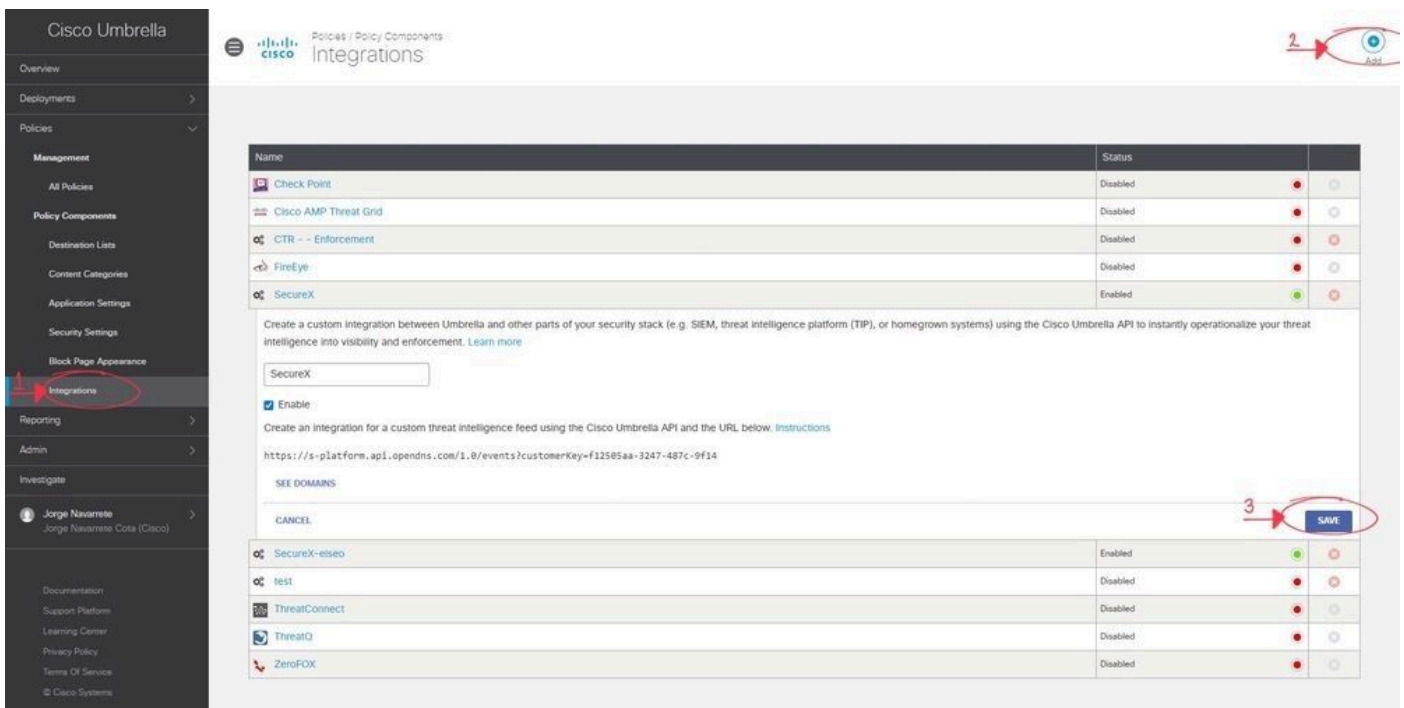 Cisco Umbrella
Overview
Deployments
Policies
Management
All Policies
Policy Components
Destination Lists
Content Categories
Application Settings
Security Settings
Block Page Appearance
1
Integrations
Reporting
Admin
Investigate
Jorge Navarrete
Jorge Navarrete Cota (Cisco)
Documentation
Support Platform
Learning Center
Privacy Policy
Terms Of Service
© Cisco Systems
CISCO
Policies / Policy Components
Integrations
2
Add
Name Status
Check Point Disabled
Cisco AMP Threat Grid Disabled
CTR - - Enforcement Disabled
FireEye Disabled
SecureX Enabled
Create a custom integration between Umbrella and other parts of your security stack (e.g. SIEM, threat intelligence platform (TIP), or homegrown systems) using the Cisco Umbrella API to instantly operationalize your threat
intelligence into visibility and enforcement. Learn more
SecureX
Enable
Create an integration for a custom threat intelligence feed using the Cisco Umbrella API and the URL below. Instructions
https://s-platform.api.opendns.com/1.0/events?customerKey=f12505aa-3247-487c-9f14
SEE DOMAINS
CANCEL
3
SAVE
SecureX-elseo Enabled
test Disabled
ThreatConnect Disabled
ThreatQ Disabled
ZeroFOX Disabled